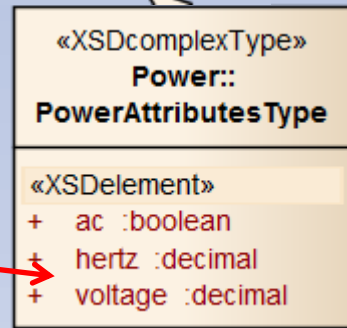 «XSDcomplexType»
Power::
PowerAttributesType
«XSDelement»
+ ac :boolean
+ hertz :decimal
+ voltage :decimal